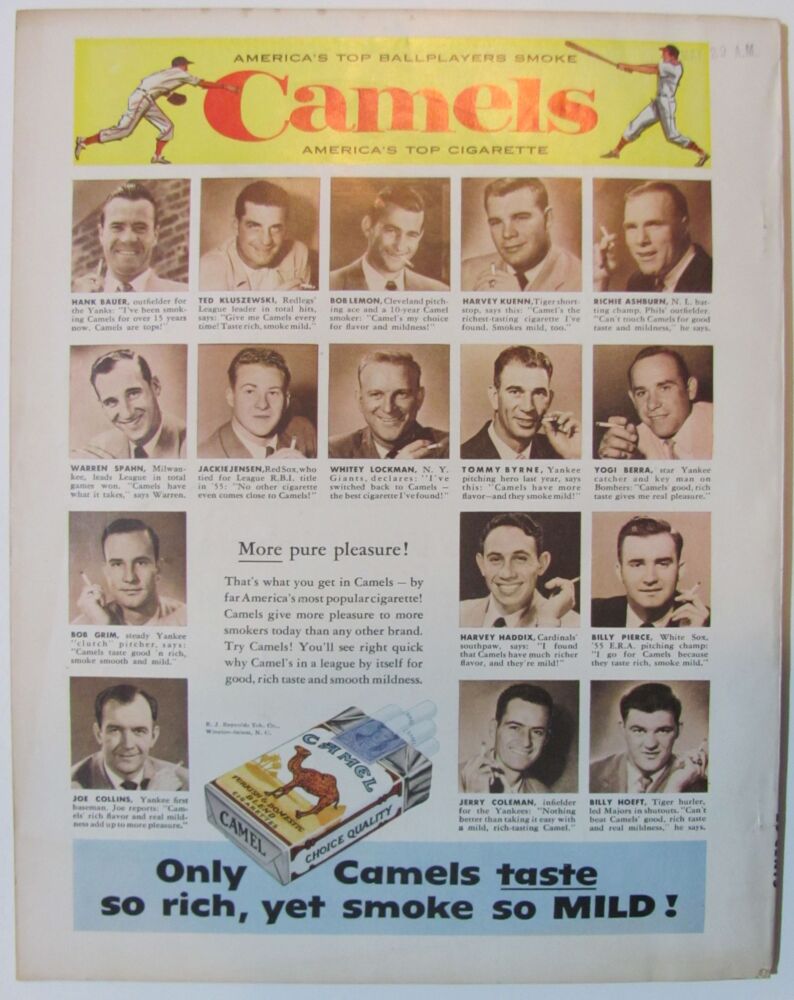 AMERICA'S TOP BALLPLAYERS SMOKE
29 A.M.
Camels
AMERICA'S TOP CIGARETTE
HANK BAUER, outfielder for
the Yanks: "I've been smok-
ing Camels for over 15 years
now. Camels are tops!"
TED KLUSZEWSKI, Redlegs'
League leader in total hits,
says: "Give me Camels every
time! Taste rich, smoke mild."
BOB LEMON, Cleveland pitch-
ing ace and a 10-year Camel
smoker: "Camel's my choice
for flavor and mildness!"
HARVEY KUENN, Tiger short-
stop, says this: "Camel's the
richest-tasting cigarette I've
found. Smokes mild, too."
RICHIE ASHBURN, N. L. bat-
ting champ, Phils' outfielder.
"Can't touch Camels for good
taste and mildness," he says.
WARREN SPAHN, Milwau-
kee, leads League in total
games won. "Camels have
what it takes," says Warren.
JACKIE JENSEN, Red Sox, who
tied for League R.B.I. title
in '55: "No other cigarette
even comes close to Camels!"
WHITEY LOCKMAN, N. Y.
Giants, declares: "I've
switched back to Camels —
the best cigarette I've found!"
TOMMY BYRNE, Yankee
pitching hero last year, says
this: "Camels have more
flavor—and they smoke mild!"
YOGI BERRA, star Yankee
catcher and key man on
Bombers: "Camels' good, rich
taste gives me real pleasure."
More pure pleasure!
That's what you get in Camels — by
far America's most popular cigarette!
Camels give more pleasure to more
smokers today than any other brand.
Try Camels! You'll see right quick
why Camel's in a league by itself for
good, rich taste and smooth mildness.
BOB GRIM, steady Yankee
"clutch" pitcher, says:
"Camels taste good 'n rich,
smoke smooth and mild."
HARVEY HADDIX, Cardinals'
southpaw, says: "I found
that Camels have much richer
flavor, and they're mild!"
BILLY PIERCE, White Sox,
'55 E.R.A. pitching champ:
"I go for Camels because
they taste rich, smoke mild."
R. J. Reynolds Tob. Co.,
Winston-Salem, N. C.
CAMEL
TURKISH & DOMESTIC
BLEND
CIGARETTES
CAMEL
CHOICE QUALITY
JOE COLLINS, Yankee first
baseman. Joe reports: "Cam-
els' rich flavor and real mild-
ness add up to more pleasure."
JERRY COLEMAN, infielder
for the Yankees: "Nothing
better than taking it easy with
a mild, rich-tasting Camel."
BILLY HOEFT, Tiger hurler,
led Majors in shutouts. "Can't
beat Camels' good, rich taste
and real mildness," he says.
Only Camels taste
so rich, yet smoke so MILD!